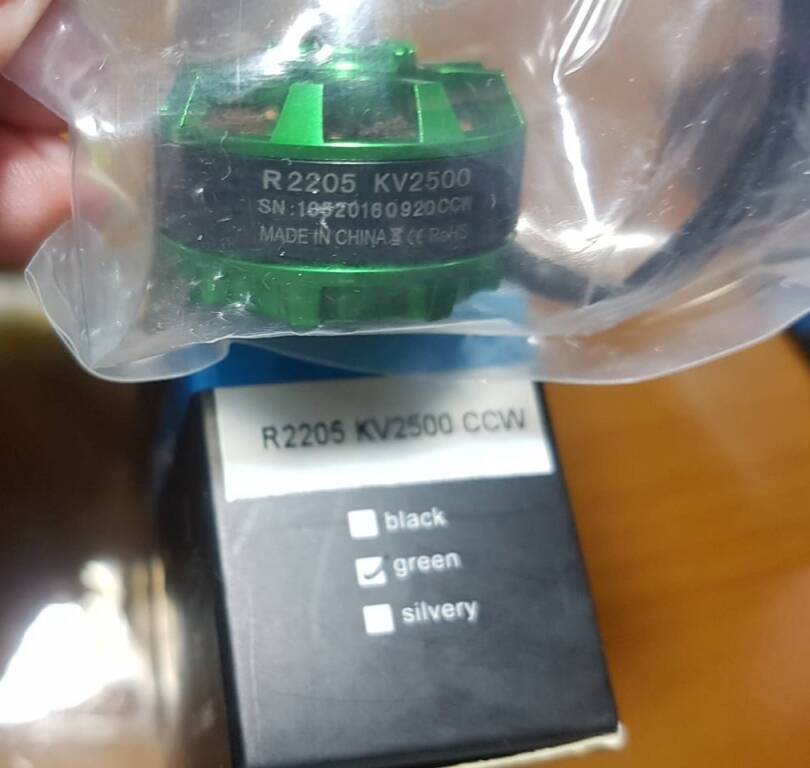 R2205 KV2500
SN:10520160920CCW
MADE IN CHINA CE RoHS
R2205 KV2500 CCW
black
green
silvery